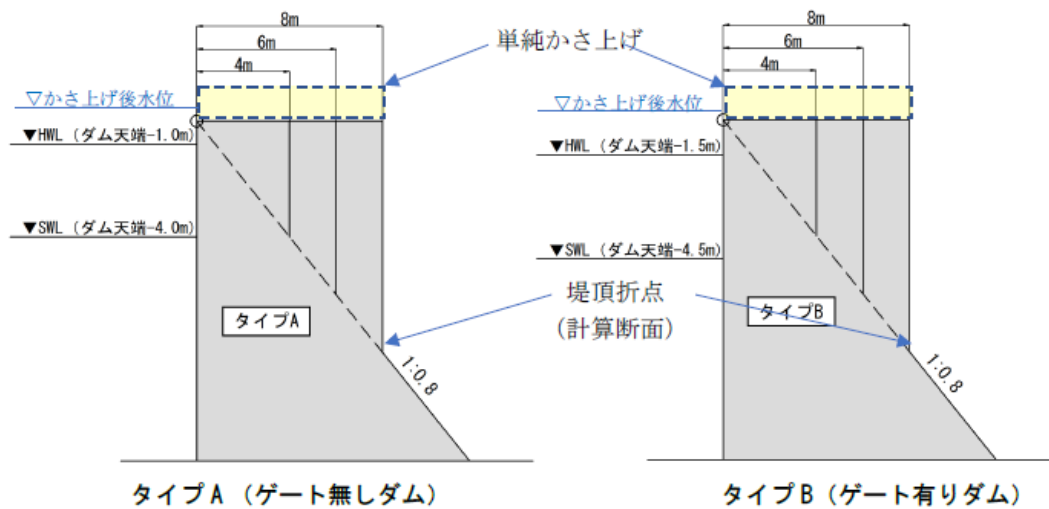 8m
6m
4m
単純かさ上げ
8m
6m
4m
▽かさ上げ後水位
▽かさ上げ後水位
▼HWL (ダム天端-1.0m)
▼HWL (ダム天端-1.5m)
▼SWL (ダム天端-4.0m)
▼SWL (ダム天端-4.5m)
堤頂折点
(計算断面)
タイプA
タイプB
1:0.8
1:0.8
タイプA (ゲート無しダム)
タイプB (ゲート有りダム)